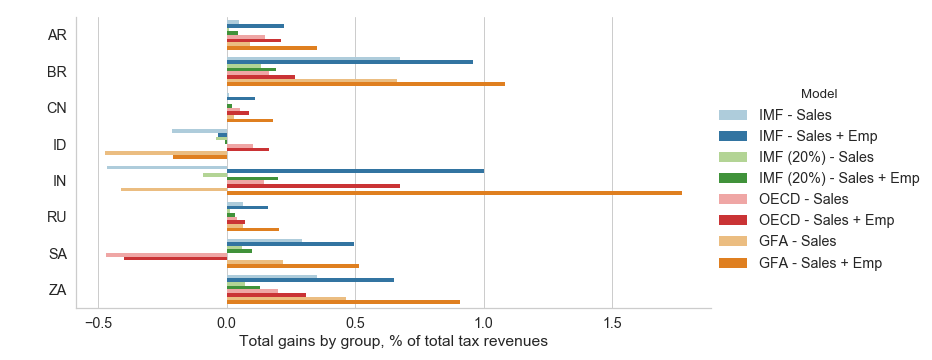 AR
BR
CN
ID
IN
RU
SA
ZA
−0.5 0.0 0.5 1.0 1.5
Total gains by group, % of total tax revenues
Model
IMF - Sales
IMF - Sales + Emp
IMF (20%) - Sales
IMF (20%) - Sales + Emp
OECD - Sales
OECD - Sales + Emp
GFA - Sales
GFA - Sales + Emp